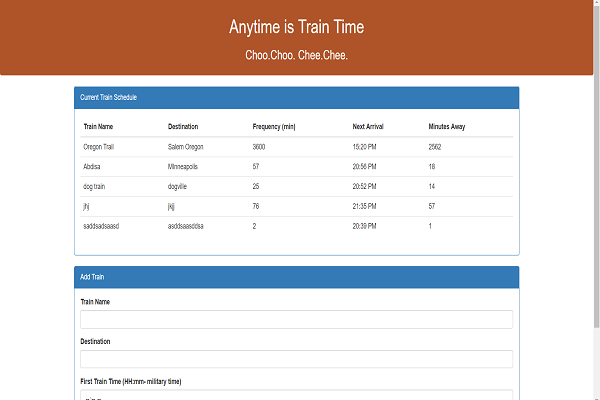 Anytime is Train Time
Choo.Choo. Chee.Chee.
Current Train Schedule
Train Name Destination Frequency (min) Next Arrival Minutes Away
Oregon Trail Salem Oregon 3600 15:20 PM 2562
Abdisa Minneapolis 57 20:56 PM 18
dog train dogville 25 20:52 PM 14
jhj jkjj 76 21:35 PM 57
saddsadsaasd asddsaasddsa 2 20:39 PM 1
Add Train
Train Name
Destination
First Train Time (HH:mm- military time)